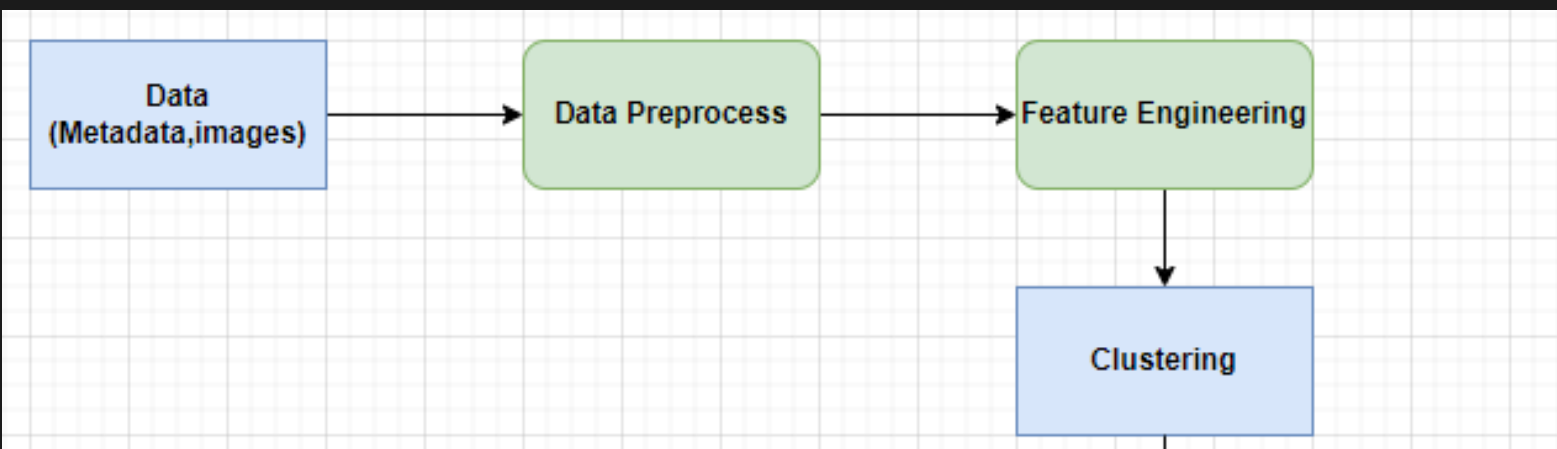 Data
(Metadata,images)
Data Preprocess
Feature Engineering
Clustering